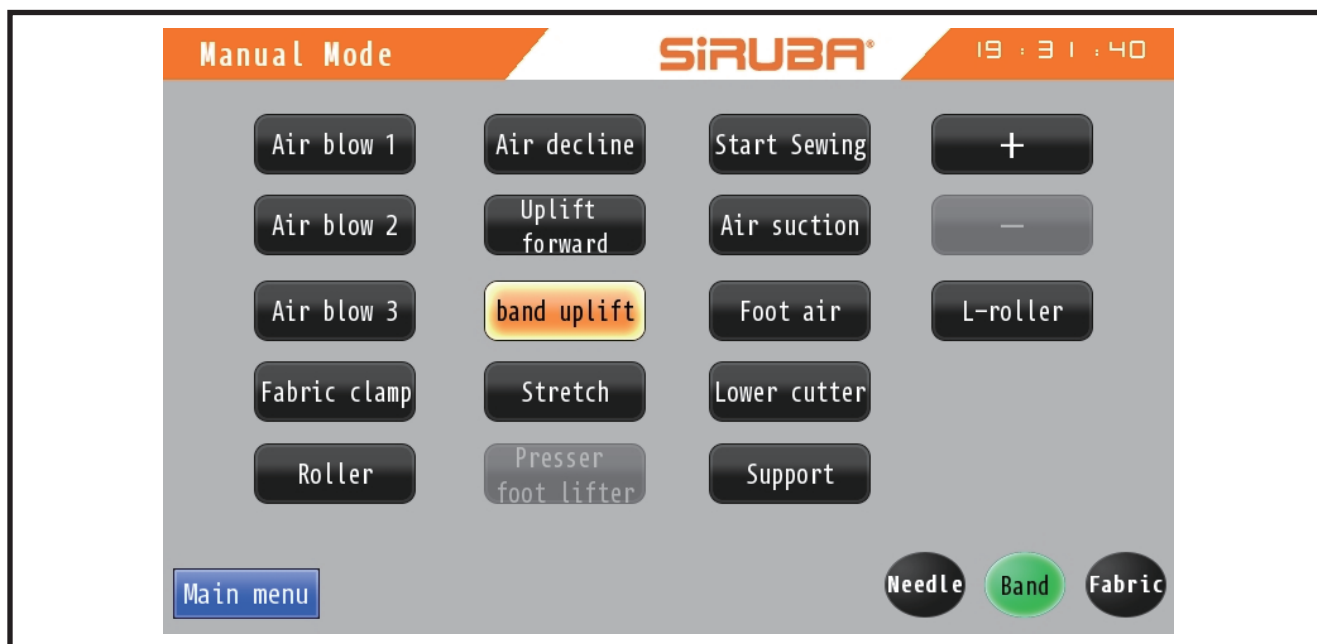 Manual Mode
SiRUBA®
19:31:40
Air blow 1
Air decline
Start Sewing
+
Air blow 2
Uplift
forward
Air suction
−
Air blow 3
band uplift
Foot air
L-roller
Fabric clamp
Stretch
Lower cutter
Roller
Presser
foot lifter
Support
Main menu
Needle
Band
Fabric